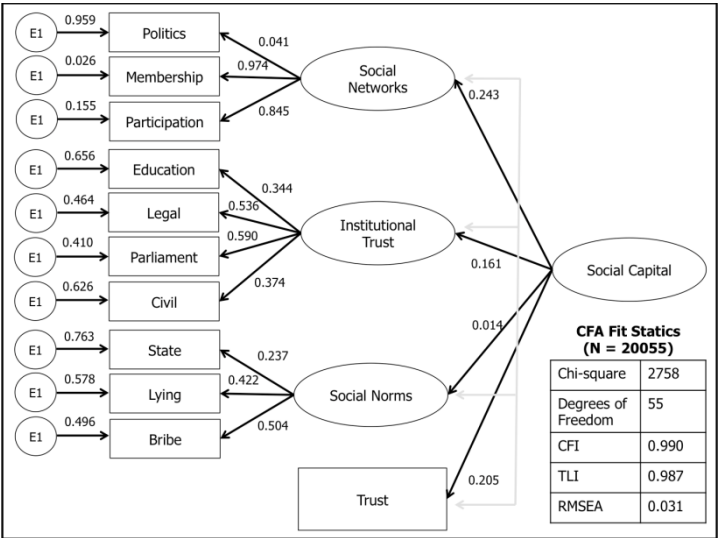 E1 0.959 Politics 0.041
E1 0.026 Membership 0.974
E1 0.155 Participation 0.845
Social
Networks
0.243
E1 0.656 Education 0.344
E1 0.464 Legal 0.536
E1 0.410 Parliament 0.590
E1 0.626 Civil 0.374
Institutional
Trust
0.161
Social Capital
E1 0.763 State 0.237
E1 0.578 Lying 0.422
E1 0.496 Bribe 0.504
Social Norms
0.014
Trust
0.205
CFA Fit Statics
(N = 20055)
Chi-square 2758
Degrees of
Freedom 55
CFI 0.990
TLI 0.987
RMSEA 0.031